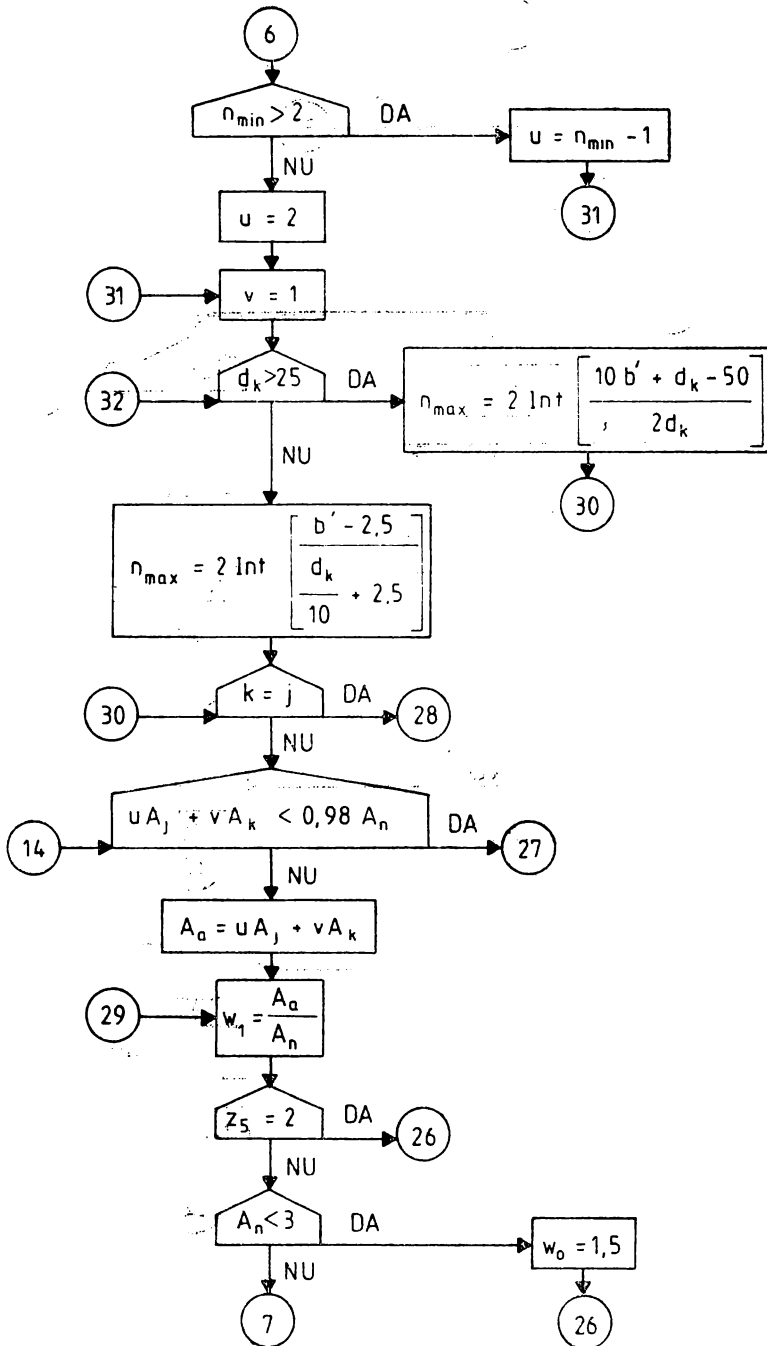 6
n_min > 2
DA
u = n_min - 1
NU
31
u = 2
31
v = 1
d_k >25
DA
32
n_max = 2 Int [ (10 b' + d_k - 50) / (2d_k) ]
NU
30
n_max = 2 Int [ (b' - 2,5) / (d_k/10 + 2,5) ]
k = j
DA
30
28
NU
u A_j + v A_k < 0,98 A_n
DA
14
27
NU
A_a = u A_j + v A_k
29
w_1 = A_a / A_n
z_5 = 2
DA
26
NU
A_n < 3
DA
w_0 = 1,5
NU
7
26